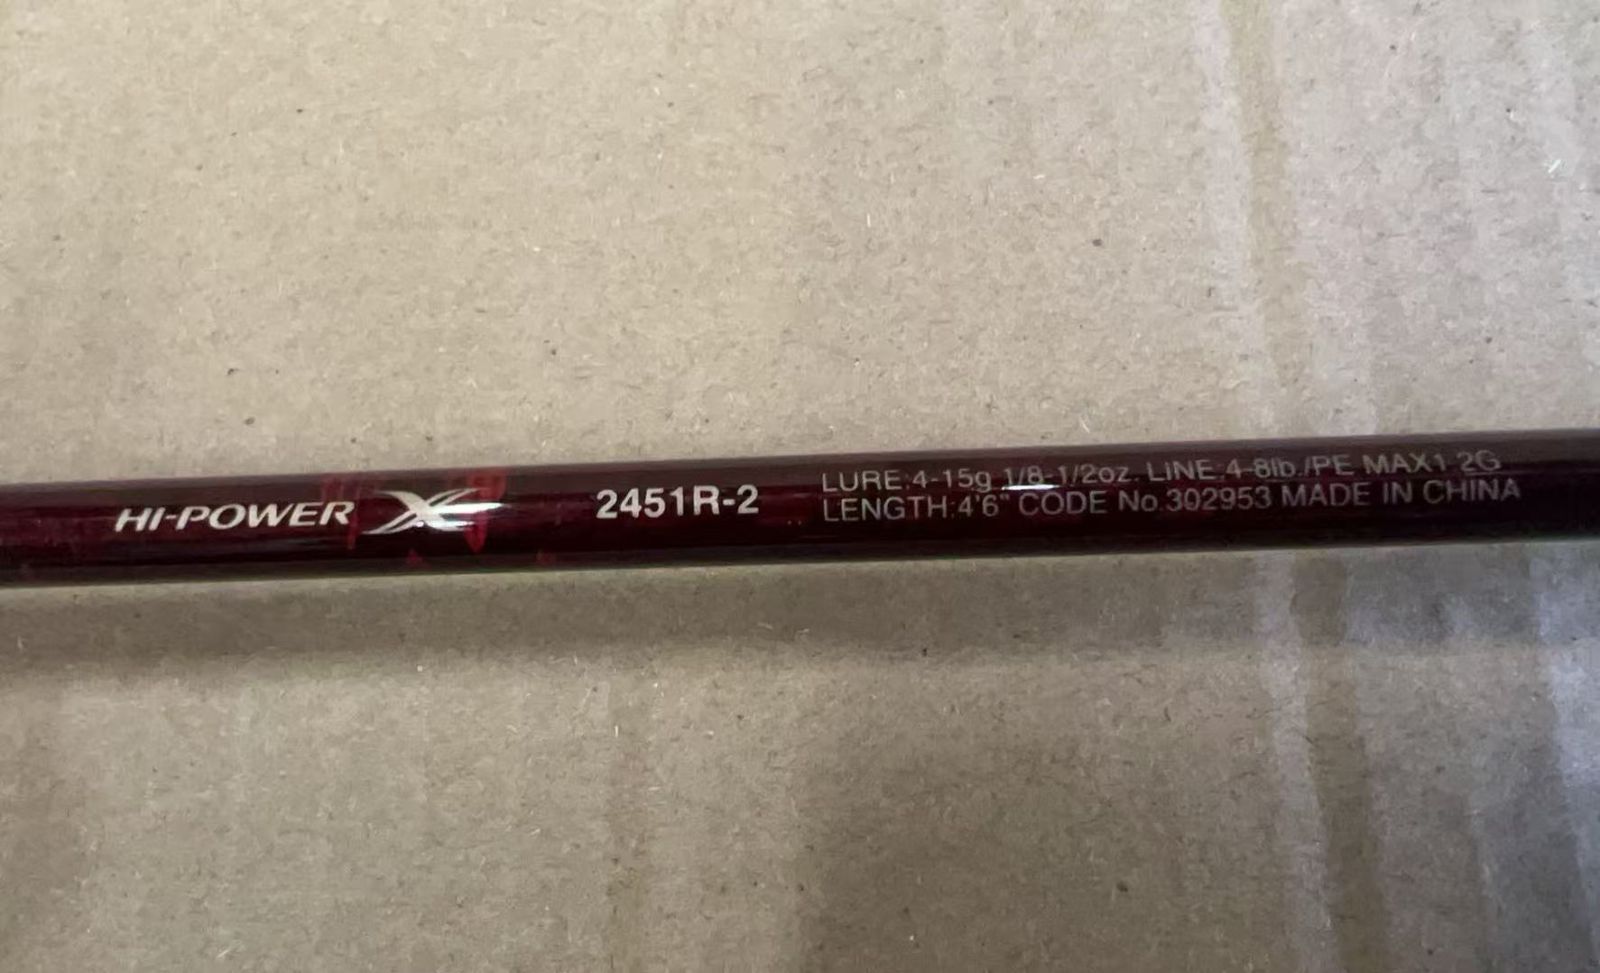 HI-POWER X 2451R-2
LURE:4-15g 1/8-1/2oz. LINE:4-8lb./PE MAX1.2G
LENGTH:4'6" CODE No.302953 MADE IN CHINA